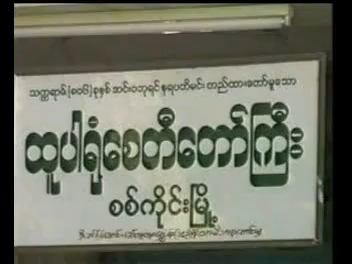 သက္ကရာဇ်(၈၀၆)ခုနှစ် အင်းဝဘုရင် နရပတိမင်း တည်ထားတော်မူသော
ထူပါရုံစေတီတော်ကြီး
စစ်ကိုင်းမြို့